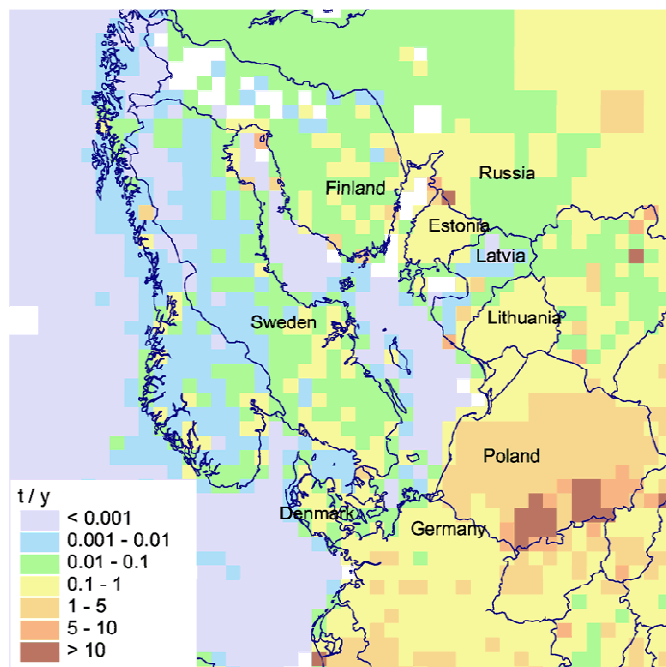 Finland
Russia
Estonia
Latvia
Lithuania
Sweden
Poland
Denmark
Germany
t / y
< 0.001
0.001 - 0.01
0.01 - 0.1
0.1 - 1
1 - 5
5 - 10
> 10